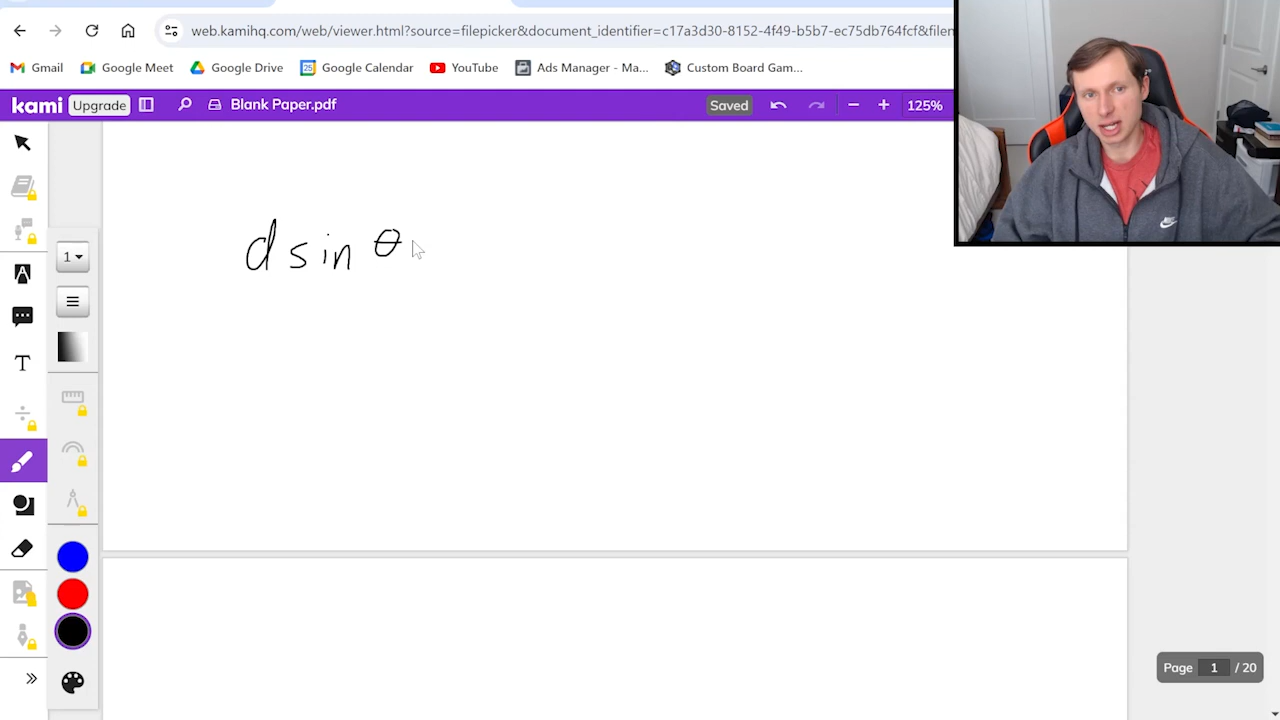 web.kamihq.com/web/viewer.html?source=filepicker&document_identifier=c17a3d30-8152-4f49-b5b7-ec75db764fcf&filen
Gmail Google Meet Google Drive 25 Google Calendar YouTube Ads Manager - Ma... Custom Board Gam...
kami Upgrade Blank Paper.pdf Saved 125%
d sin θ
1
T
Page 1 / 20